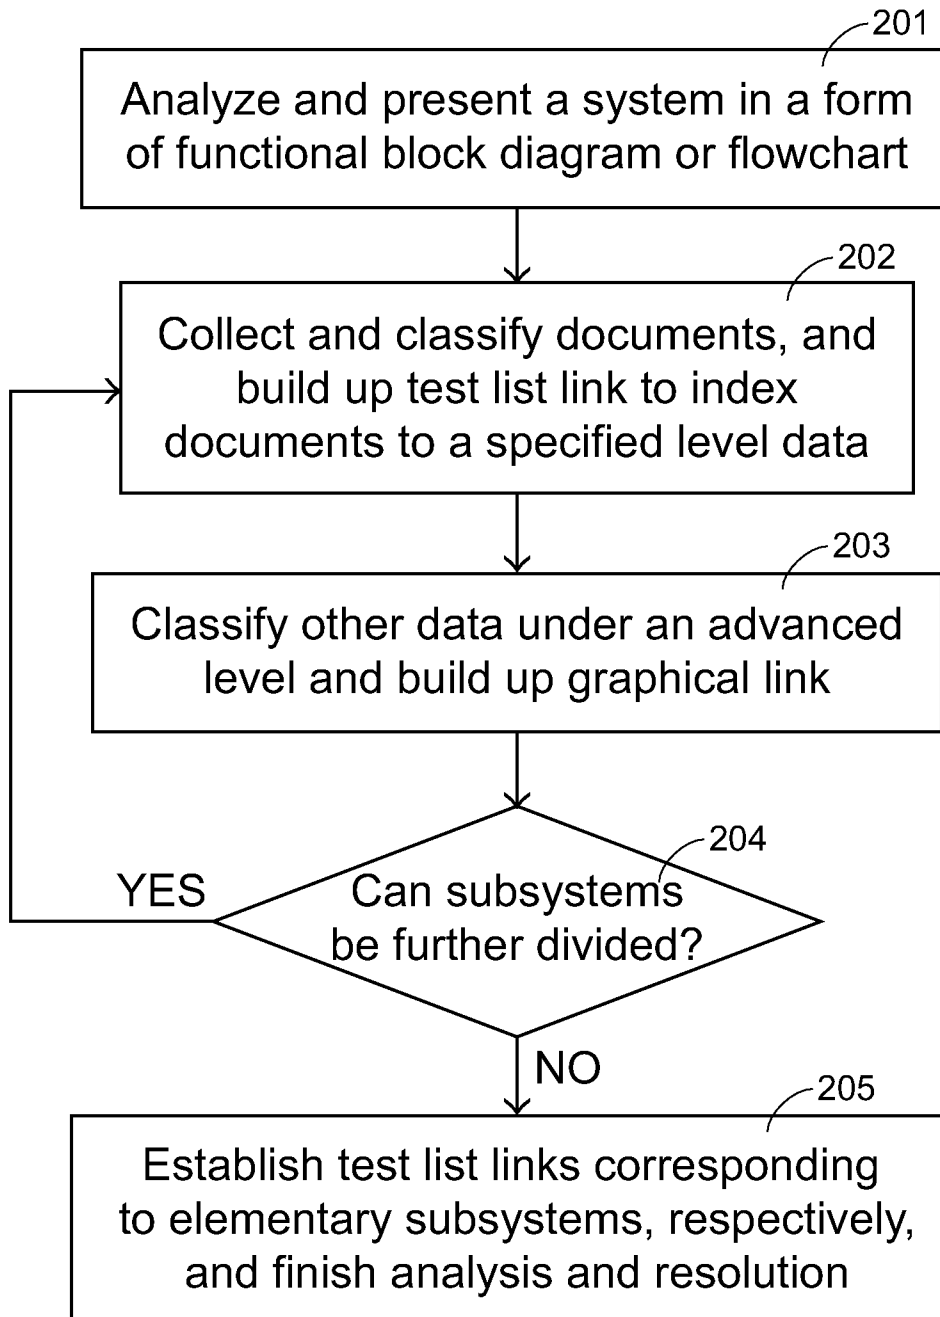 201
Analyze and present a system in a form
of functional block diagram or flowchart
202
Collect and classify documents, and
build up test list link to index
documents to a specified level data
203
Classify other data under an advanced
level and build up graphical link
204
Can subsystems
be further divided?
YES
NO
205
Establish test list links corresponding
to elementary subsystems, respectively,
and finish analysis and resolution